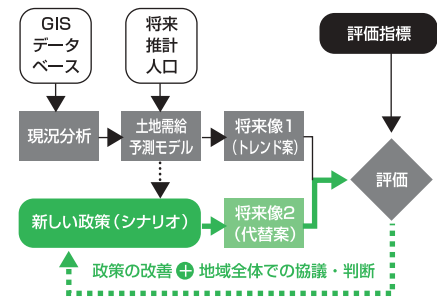 GIS
データ
ベース
将来
推計
人口
評価指標
現況分析
土地需給
予測モデル
将来像1
(トレンド案)
評価
新しい政策(シナリオ)
将来像2
(代替案)
政策の改善+地域全体での協議・判断